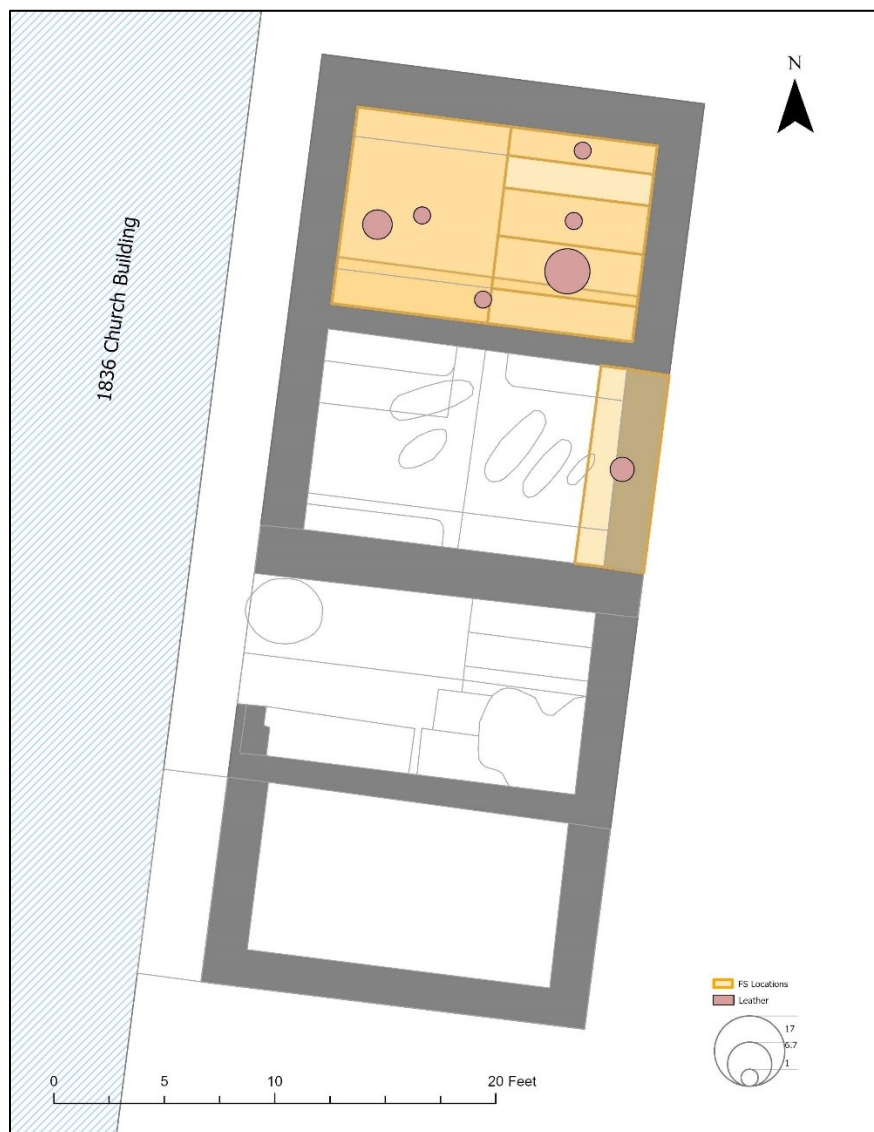 N
1836 Church Building
FS Locations
Leather
17
6.7
1
0 5 10 20 Feet